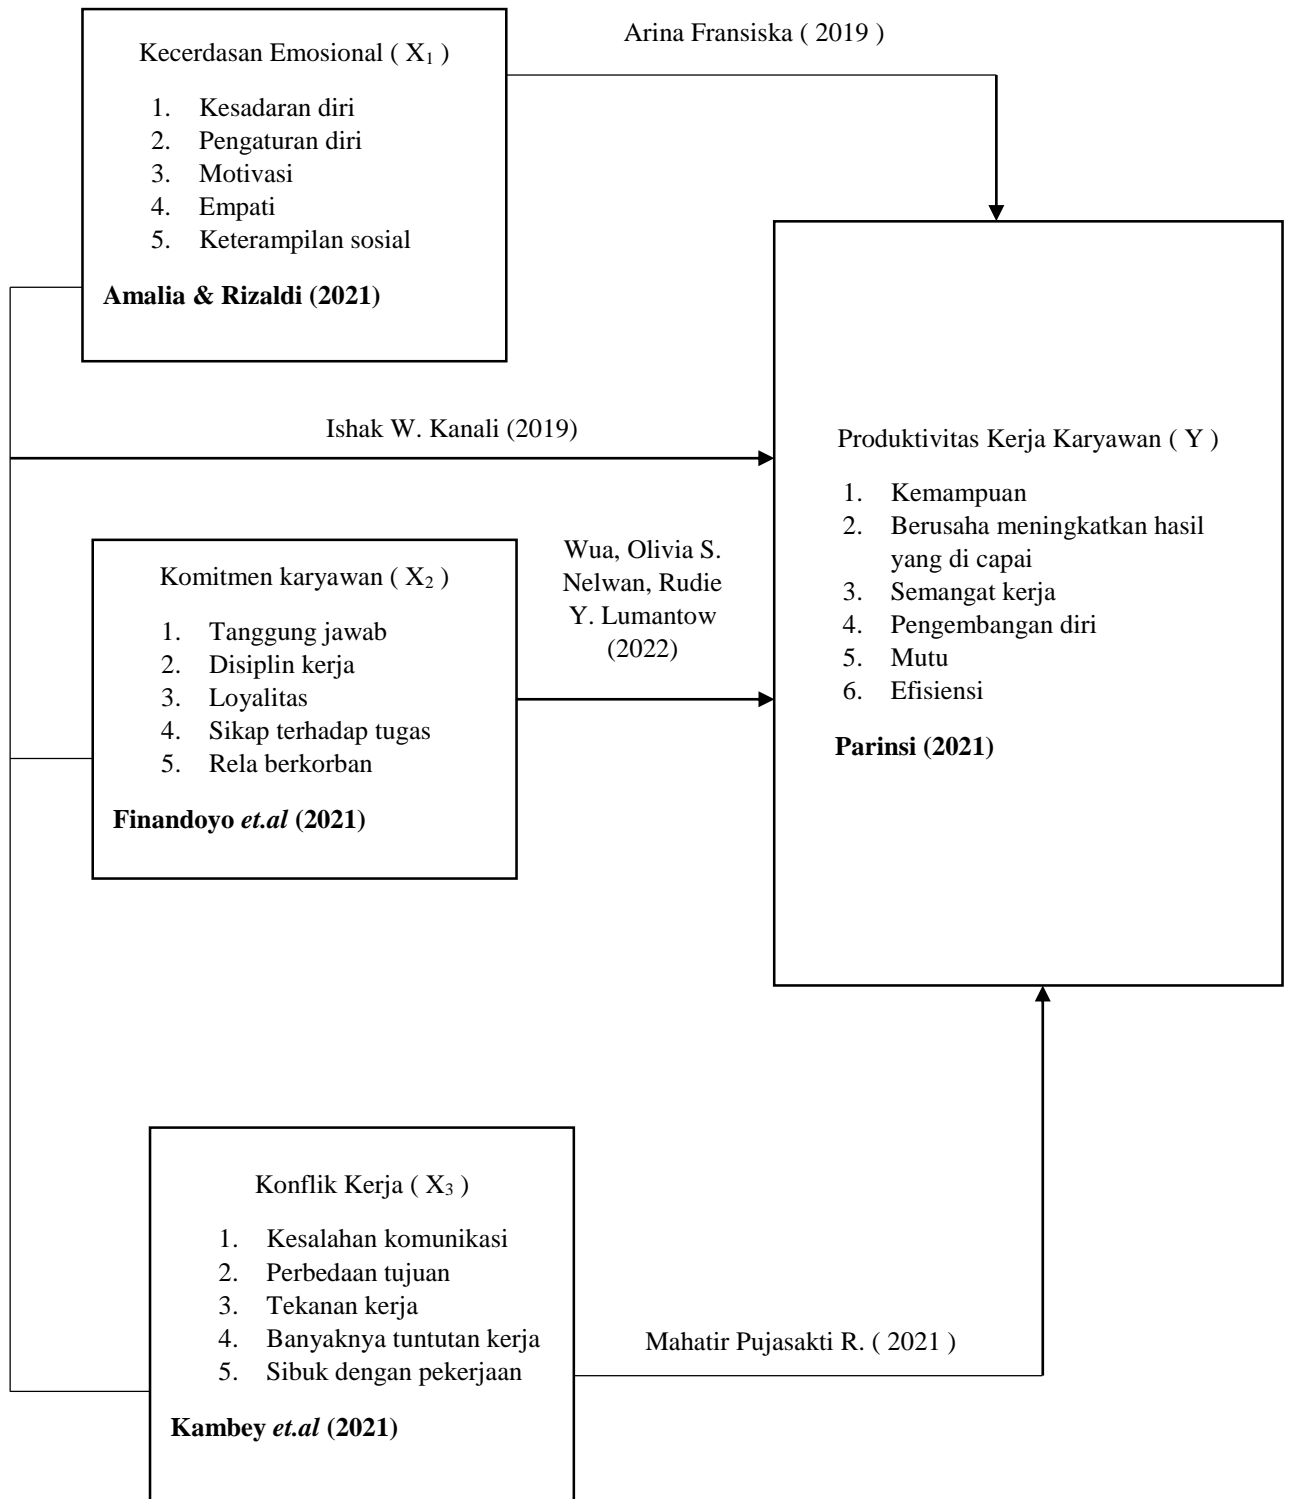 Arina Fransiska ( 2019 )
Kecerdasan Emosional ( X₁ )
1. Kesadaran diri
2. Pengaturan diri
3. Motivasi
4. Empati
5. Keterampilan sosial
Amalia & Rizaldi (2021)
Ishak W. Kanali (2019)
Komitmen karyawan ( X₂ )
1. Tanggung jawab
2. Disiplin kerja
3. Loyalitas
4. Sikap terhadap tugas
5. Rela berkorban
Finandoyo et.al (2021)
Wua, Olivia S.
Nelwan, Rudie
Y. Lumantow
(2022)
Produktivitas Kerja Karyawan ( Y )
1. Kemampuan
2. Berusaha meningkatkan hasil
yang di capai
3. Semangat kerja
4. Pengembangan diri
5. Mutu
6. Efisiensi
Parinsi (2021)
Konflik Kerja ( X₃ )
1. Kesalahan komunikasi
2. Perbedaan tujuan
3. Tekanan kerja
4. Banyaknya tuntutan kerja
5. Sibuk dengan pekerjaan
Kambey et.al (2021)
Mahatir Pujasakti R. ( 2021 )